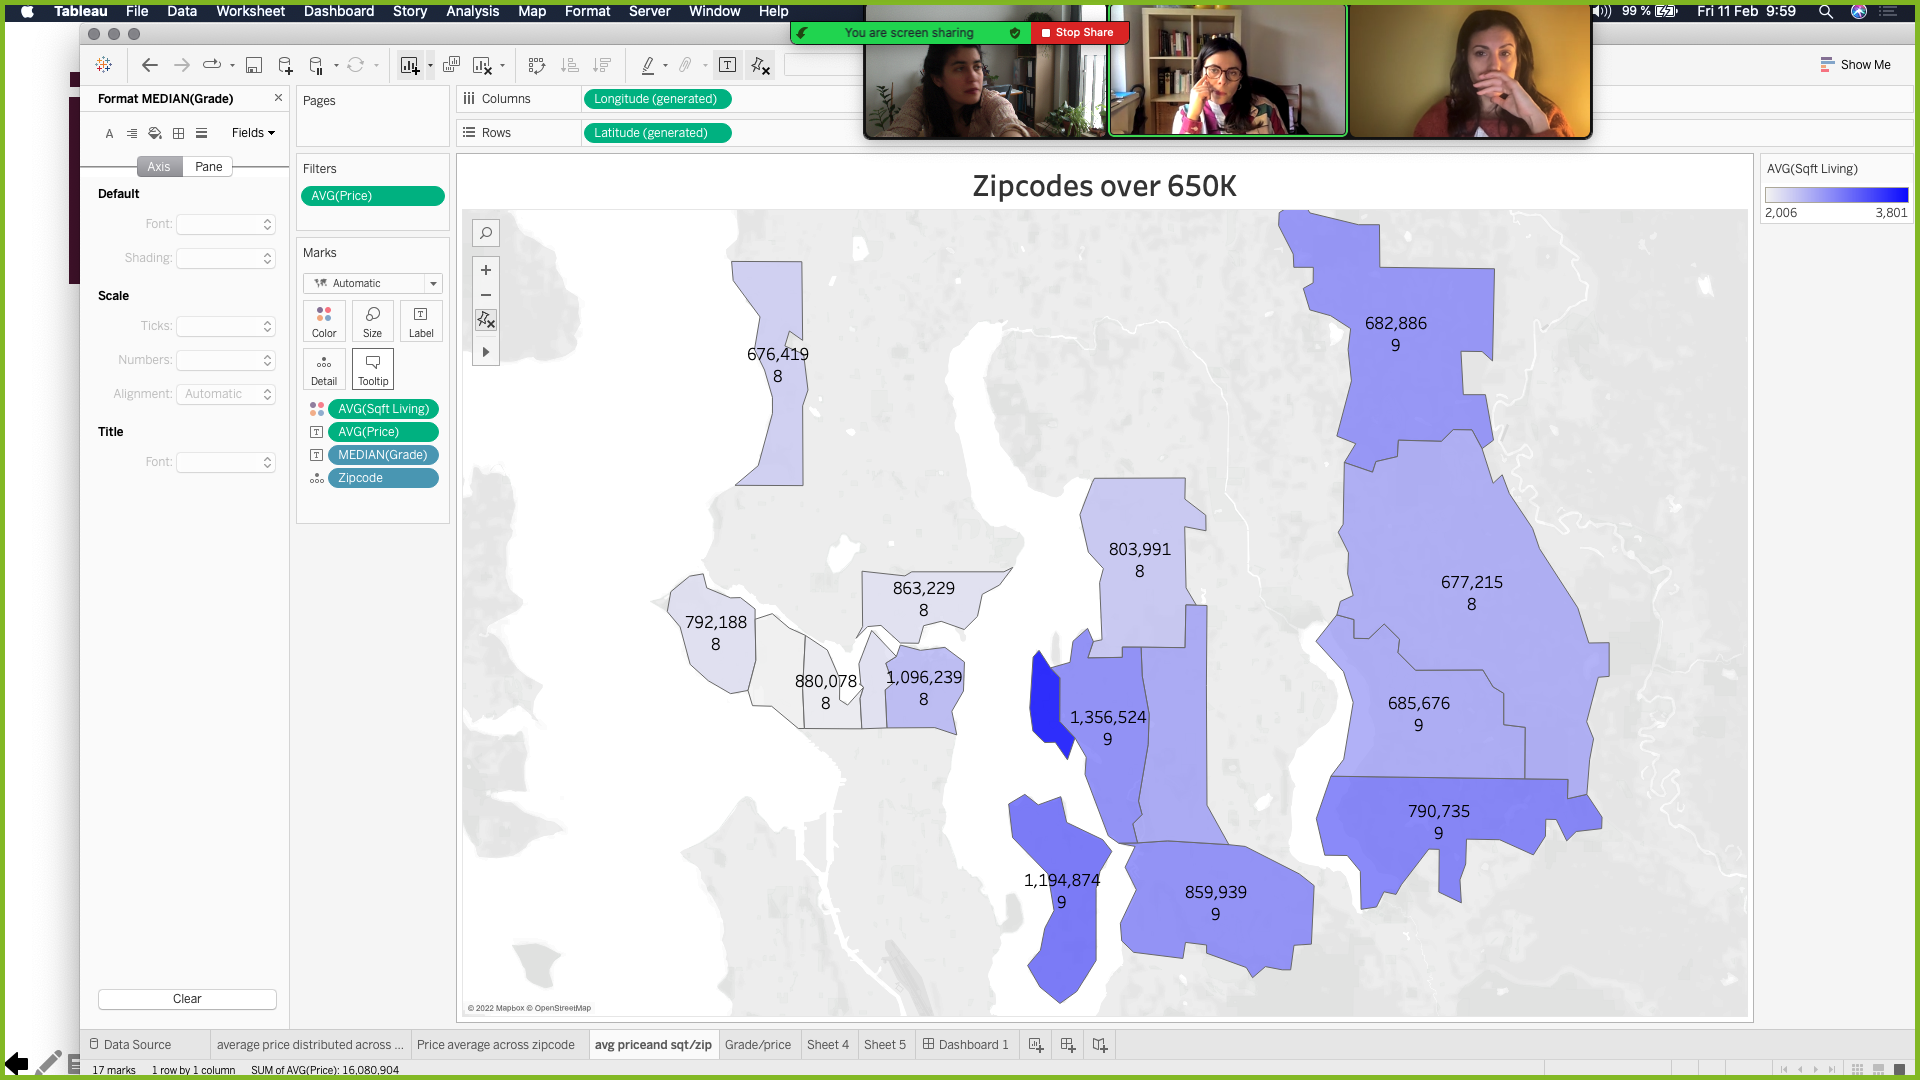 Tableau File Data Worksheet Dashboard Story Analysis Map Format Server Window Help
99 % Fri 11 Feb 9:59
You are screen sharing
Stop Share
Show Me
Format MEDIAN(Grade)
Fields
Axis Pane
Default
Font:
Shading:
Scale
Ticks:
Numbers:
Alignment: Automatic
Title
Font:
Clear
Pages
Filters
AVG(Price)
Marks
Automatic
Color Size Label
Detail Tooltip
AVG(Sqft Living)
AVG(Price)
MEDIAN(Grade)
Zipcode
Columns Longitude (generated)
Rows Latitude (generated)
Zipcodes over 650K
682,886
9
676,419
8
803,991
8
677,215
8
863,229
8
792,188
8
880,078
8
1,096,239
8
1,356,524
9
685,676
9
790,735
9
1,194,874
9
859,939
9
© 2022 Mapbox © OpenStreetMap
AVG(Sqft Living)
2,006 3,801
Data Source
average price distributed across ...
Price average across zipcode
avg priceand sqt/zip
Grade/price
Sheet 4
Sheet 5
Dashboard 1
17 marks 1 row by 1 column SUM of AVG(Price): 16,080,904